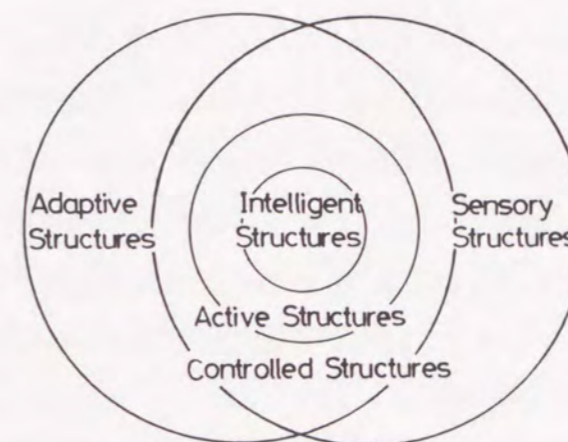 Adaptive
Structures
Intelligent
Structures
Sensory
Structures
Active Structures
Controlled Structures